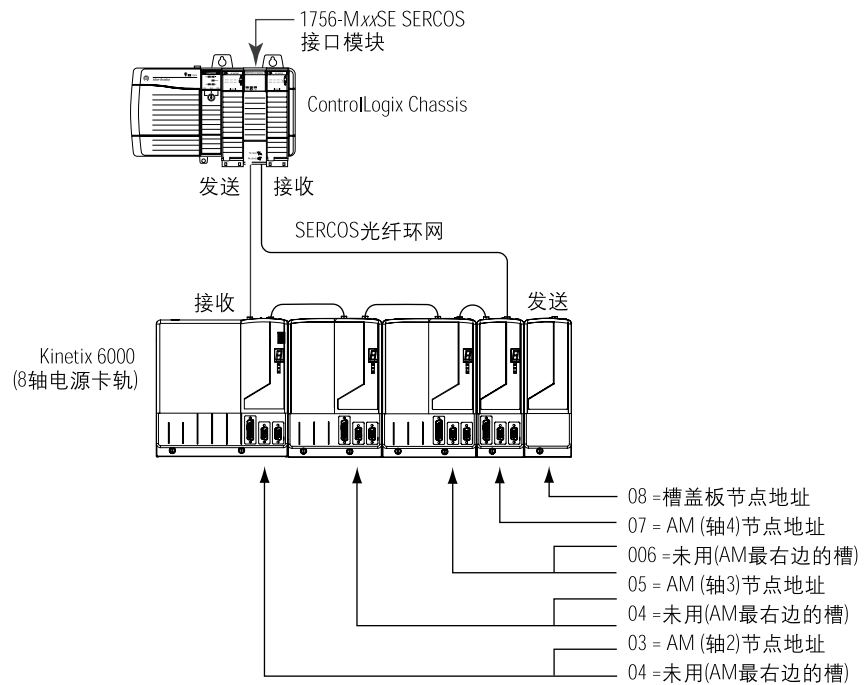 1756-MxxSE SERCOS
接口模块
ControlLogix Chassis
发送 接收
SERCOS光纤环网
接收 发送
Kinetix 6000
(8轴电源卡轨)
08 =槽盖板节点地址
07 = AM (轴4)节点地址
006 =未用(AM最右边的槽)
05 = AM (轴3)节点地址
04 =未用(AM最右边的槽)
03 = AM (轴2)节点地址
04 =未用(AM最右边的槽)